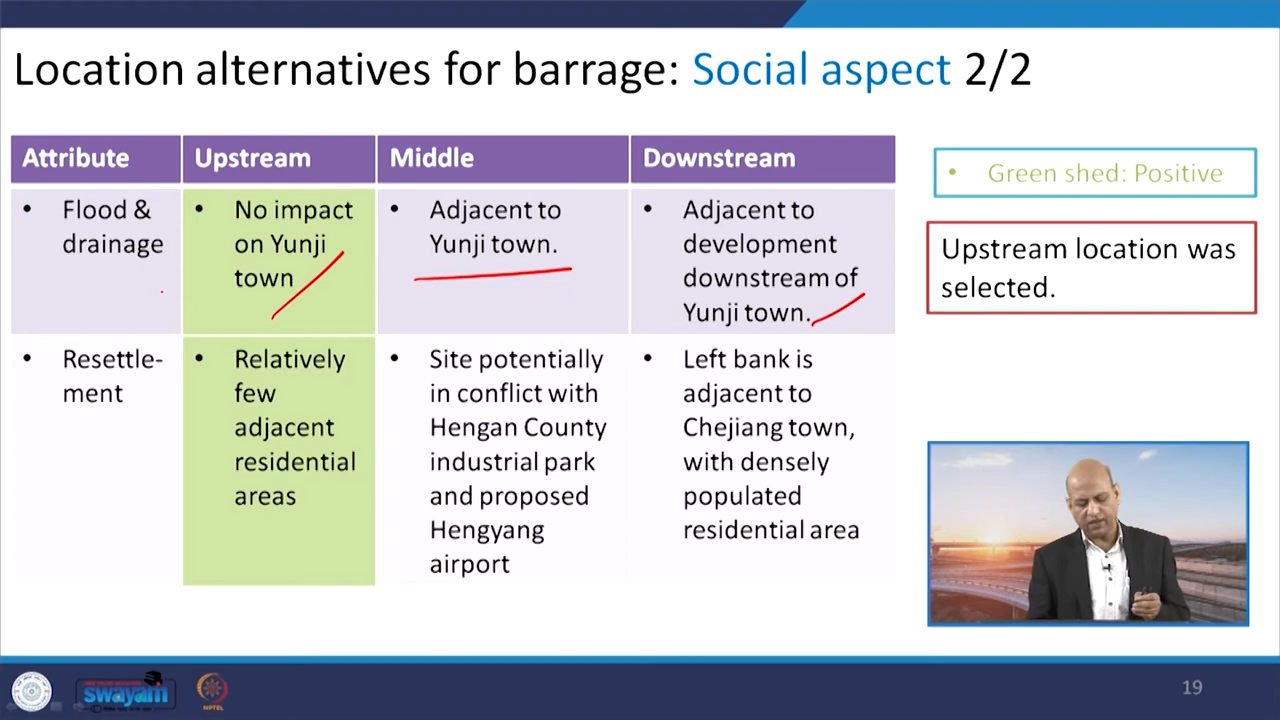 Location alternatives for barrage: Social aspect 2/2
Attribute
Upstream
Middle
Downstream
• Flood &
drainage
• No impact
on Yunji
town
• Adjacent to
Yunji town.
• Adjacent to
development
downstream of
Yunji town.
• Resettle-
ment
• Relatively
few
adjacent
residential
areas
• Site potentially
in conflict with
Hengan County
industrial park
and proposed
Hengyang
airport
• Left bank is
adjacent to
Chejiang town,
with densely
populated
residential area
• Green shed: Positive
Upstream location was
selected.
swayam
NPTEL
19